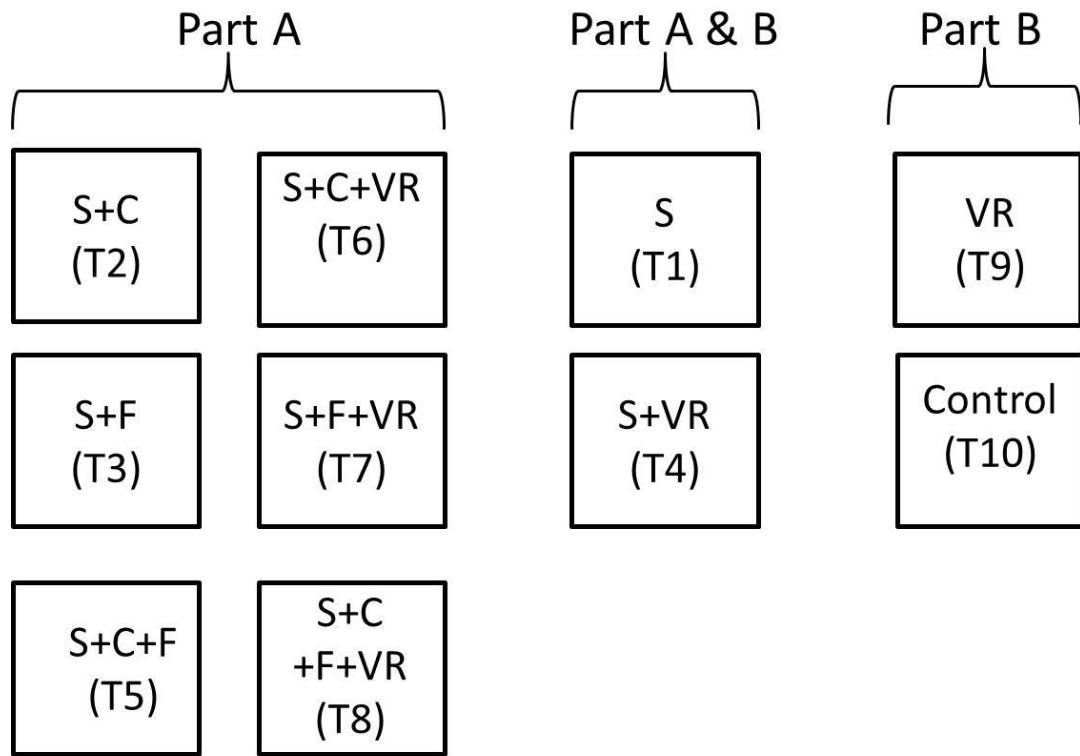 Part A
Part A & B
Part B
S+C
(T2)
S+C+VR
(T6)
S
(T1)
VR
(T9)
S+F
(T3)
S+F+VR
(T7)
S+VR
(T4)
Control
(T10)
S+C+F
(T5)
S+C
+F+VR
(T8)